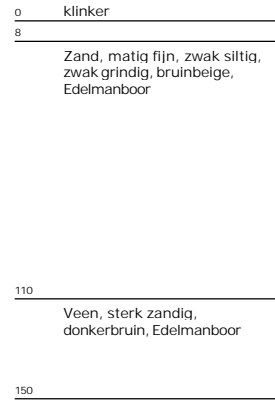 0 klinker
8
Zand, matig fijn, zwak siltig,
zwak grindig, bruinbeige,
Edelmanboor
110
Veen, sterk zandig,
donkerbruin, Edelmanboor
150